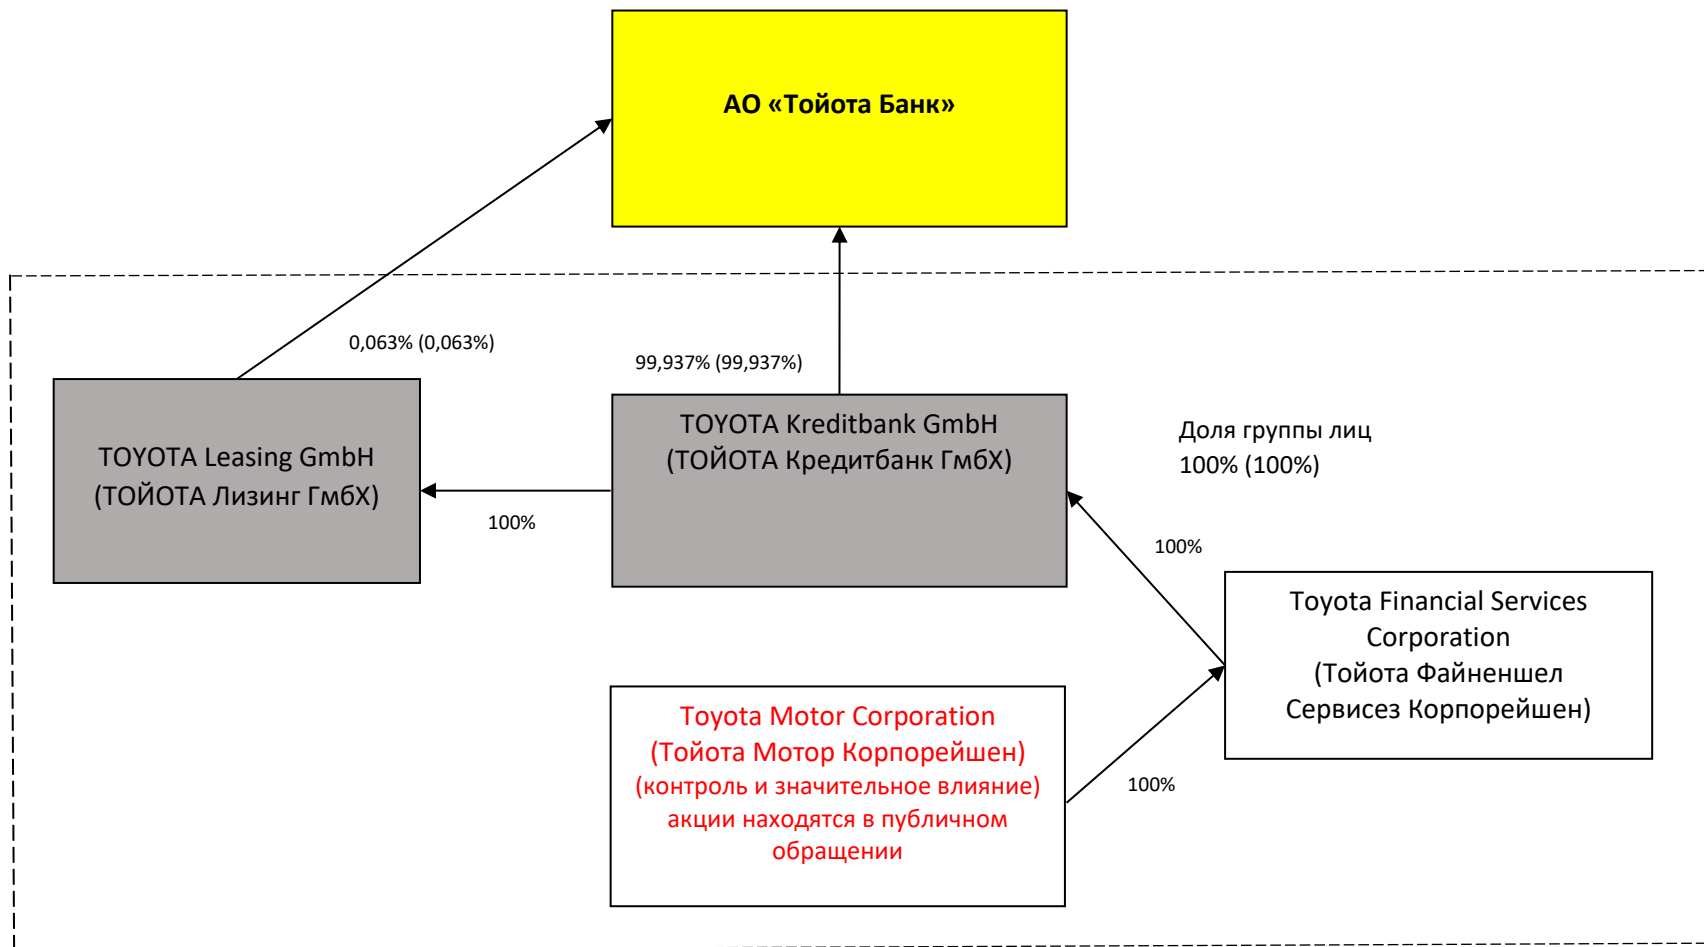 АО «Тойота Банк»
0,063% (0,063%)
99,937% (99,937%)
TOYOTA Leasing GmbH
(ТОЙОТА Лизинг ГмбХ)
100%
TOYOTA Kreditbank GmbH
(ТОЙОТА Кредитбанк ГмбХ)
Доля группы лиц
100% (100%)
100%
Toyota Financial Services
Corporation
(Тойота Файненшел
Сервисез Корпорейшен)
Toyota Motor Corporation
(Тойота Мотор Корпорейшен)
(контроль и значительное влияние)
акции находятся в публичном
обращении
100%